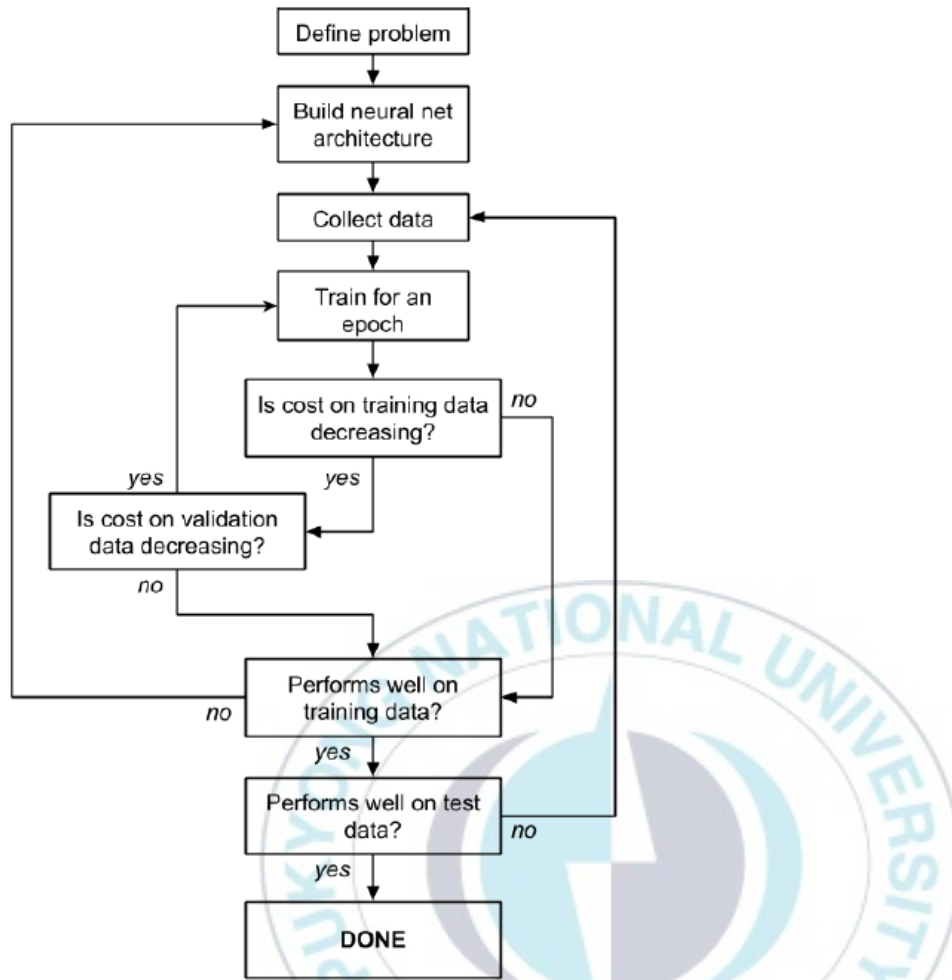 Define problem
Build neural net
architecture
Collect data
Train for an
epoch
Is cost on training data
decreasing?
no
yes
yes
Is cost on validation
data decreasing?
no
Performs well on
training data?
no
yes
Performs well on test
data?
no
yes
DONE
PUKYONG NATIONAL UNIVERSITY